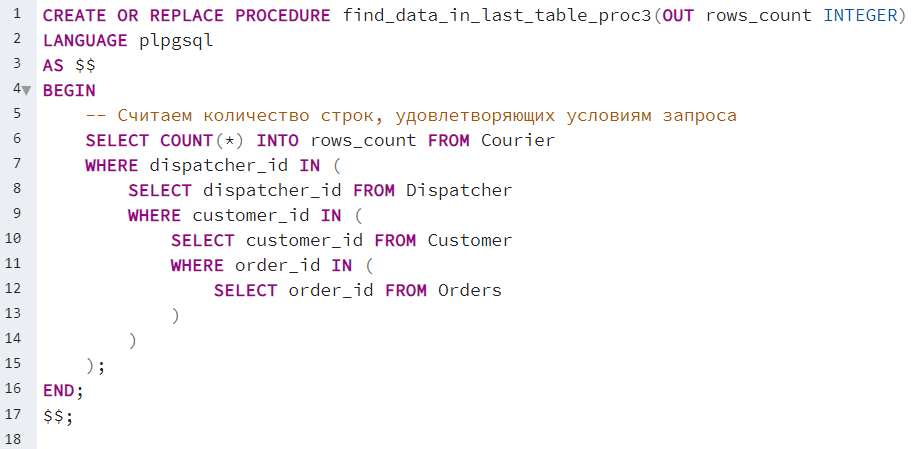 1 CREATE OR REPLACE PROCEDURE find_data_in_last_table_proc3(OUT rows_count INTEGER)
2 LANGUAGE plpgsql
3 AS $$
4 BEGIN
5 -- Считаем количество строк, удовлетворяющих условиям запроса
6 SELECT COUNT(*) INTO rows_count FROM Courier
7 WHERE dispatcher_id IN (
8 SELECT dispatcher_id FROM Dispatcher
9 WHERE customer_id IN (
10 SELECT customer_id FROM Customer
11 WHERE order_id IN (
12 SELECT order_id FROM Orders
13 )
14 )
15 );
16 END;
17 $$;
18